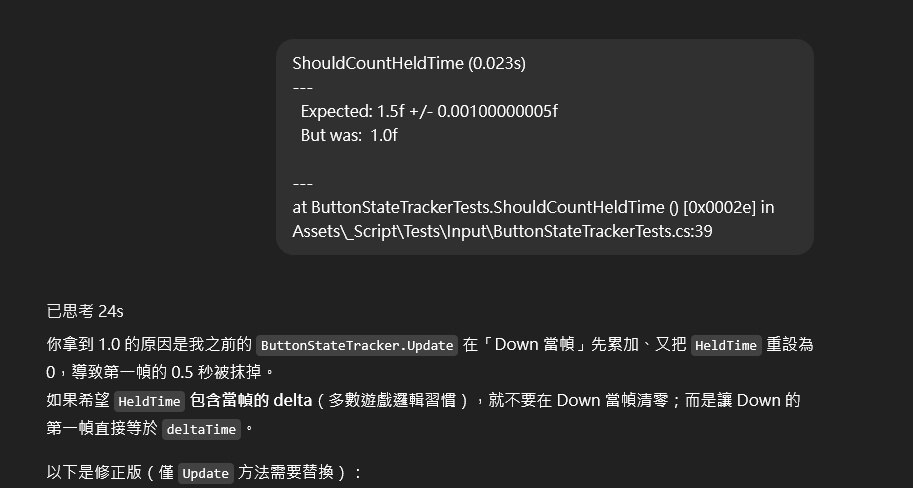 ShouldCountHeldTime (0.023s)
---
Expected: 1.5f +/- 0.00100000005f
But was:  1.0f
---
at ButtonStateTrackerTests.ShouldCountHeldTime () [0x0002e] in
Assets\_Script\Tests\Input\ButtonStateTrackerTests.cs:39
已思考 24s
你拿到 1.0 的原因是我之前的 ButtonStateTracker.Update 在「Down 當幀」先累加、又把 HeldTime 重設為
0，導致第一幀的 0.5 秒被抹掉。
如果希望 HeldTime 包含當幀的 delta（多數遊戲邏輯習慣），就不要在 Down 當幀清零；而是讓 Down 的
第一幀直接等於 deltaTime。
以下是修正版（僅 Update 方法需要替換）：